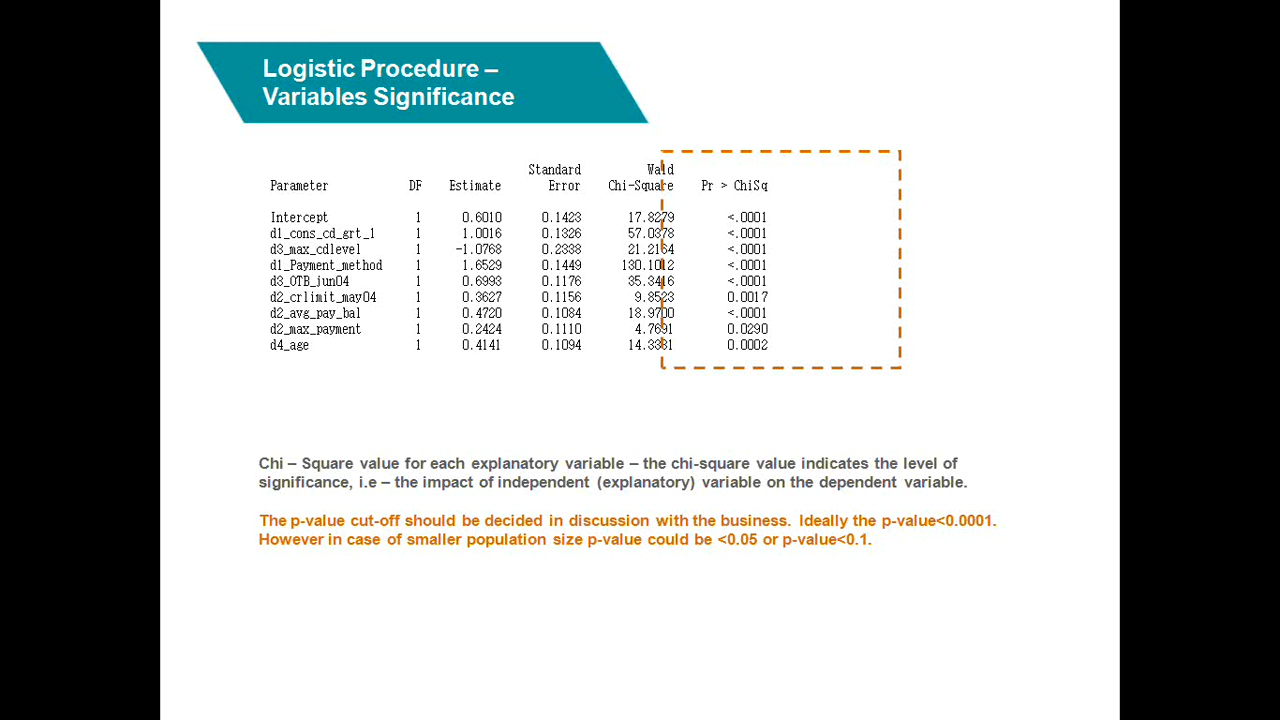 Logistic Procedure –
Variables Significance
Standard Wald
Parameter DF Estimate Error Chi-Square Pr > ChiSq
Intercept 1 0.6010 0.1423 17.8279 <.0001
d1_cons_cd_grt_1 1 1.0016 0.1326 57.0378 <.0001
d3_max_cdlevel 1 -1.0768 0.2338 21.2164 <.0001
d1_Payment_method 1 1.6529 0.1449 130.1012 <.0001
d3_OTB_jun04 1 0.6993 0.1176 35.3416 <.0001
d2_crlimit_may04 1 0.3627 0.1156 9.8523 0.0017
d2_avg_pay_bal 1 0.4720 0.1084 18.9700 <.0001
d2_max_payment 1 0.2424 0.1110 4.7691 0.0290
d4_age 1 0.4141 0.1094 14.3331 0.0002
Chi – Square value for each explanatory variable – the chi-square value indicates the level of
significance, i.e – the impact of independent (explanatory) variable on the dependent variable.
The p-value cut-off should be decided in discussion with the business. Ideally the p-value<0.0001.
However in case of smaller population size p-value could be <0.05 or p-value<0.1.